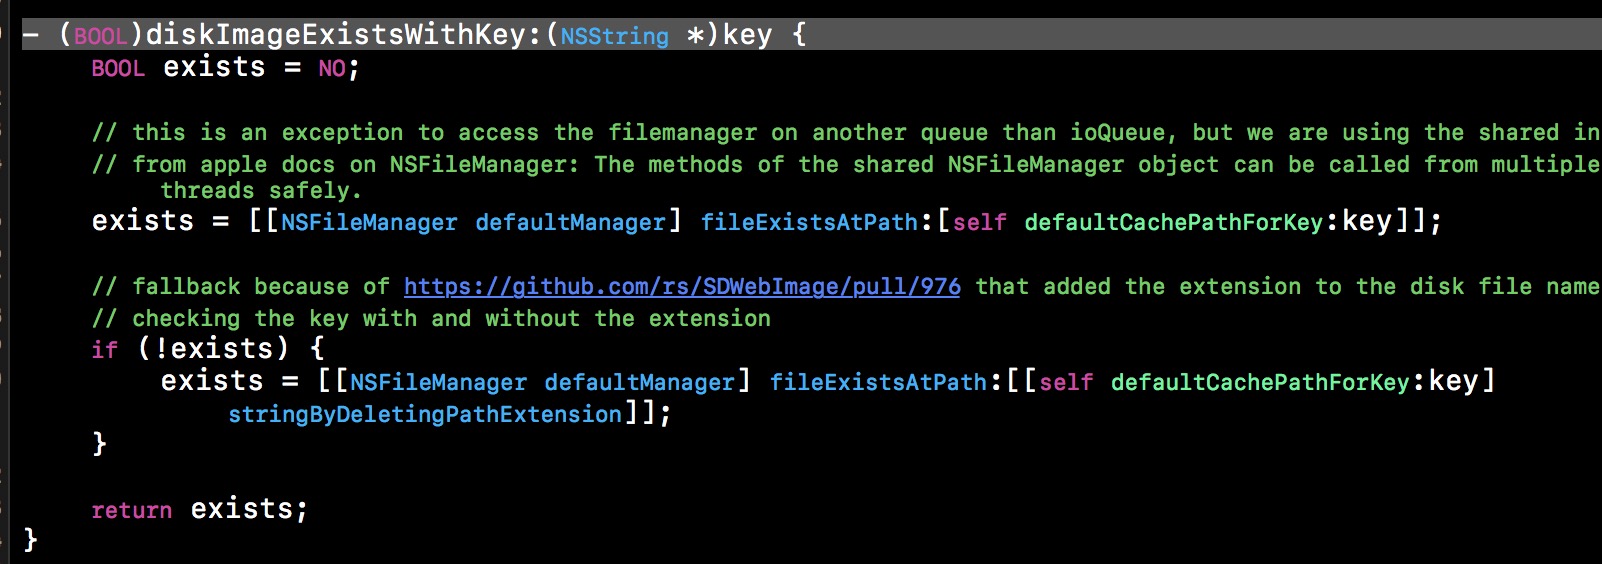 - (BOOL)diskImageExistsWithKey:(NSString *)key {
BOOL exists = NO;
// this is an exception to access the filemanager on another queue than ioQueue, but we are using the shared in
// from apple docs on NSFileManager: The methods of the shared NSFileManager object can be called from multiple
threads safely.
exists = [[NSFileManager defaultManager] fileExistsAtPath:[self defaultCachePathForKey:key]];
// fallback because of https://github.com/rs/SDWebImage/pull/976 that added the extension to the disk file name
// checking the key with and without the extension
if (!exists) {
exists = [[NSFileManager defaultManager] fileExistsAtPath:[[self defaultCachePathForKey:key]
stringByDeletingPathExtension]];
}
return exists;
}